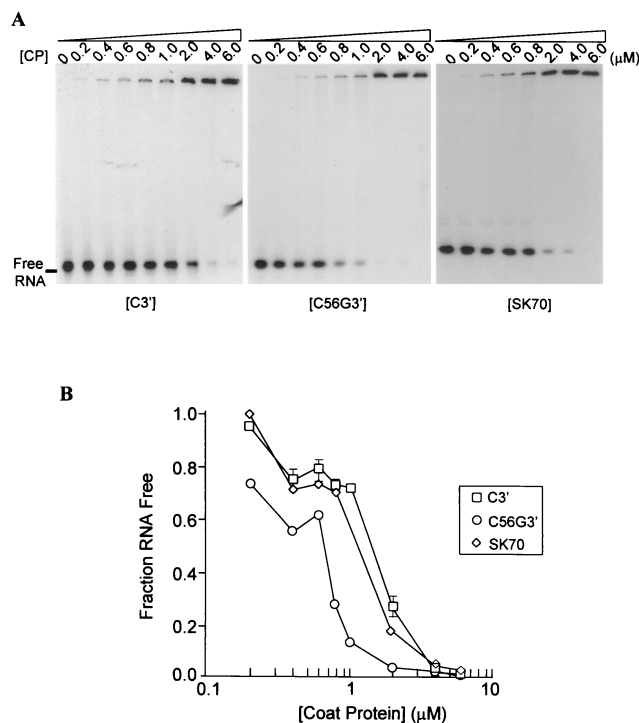 A
[CP] 0 0.2 0.4 0.6 0.8 1.0 2.0 4.0 6.0 0 0.2 0.4 0.6 0.8 1.0 2.0 4.0 6.0 0 0.2 0.4 0.6 0.8 2.0 4.0 6.0 (μM)
Free
RNA
[C3'] [C56G3'] [SK70]
B
1.0
0.8
0.6
0.4
0.2
0.0
Fraction RNA Free
C3'
C56G3'
SK70
0.1 1 10
[Coat Protein] (μM)